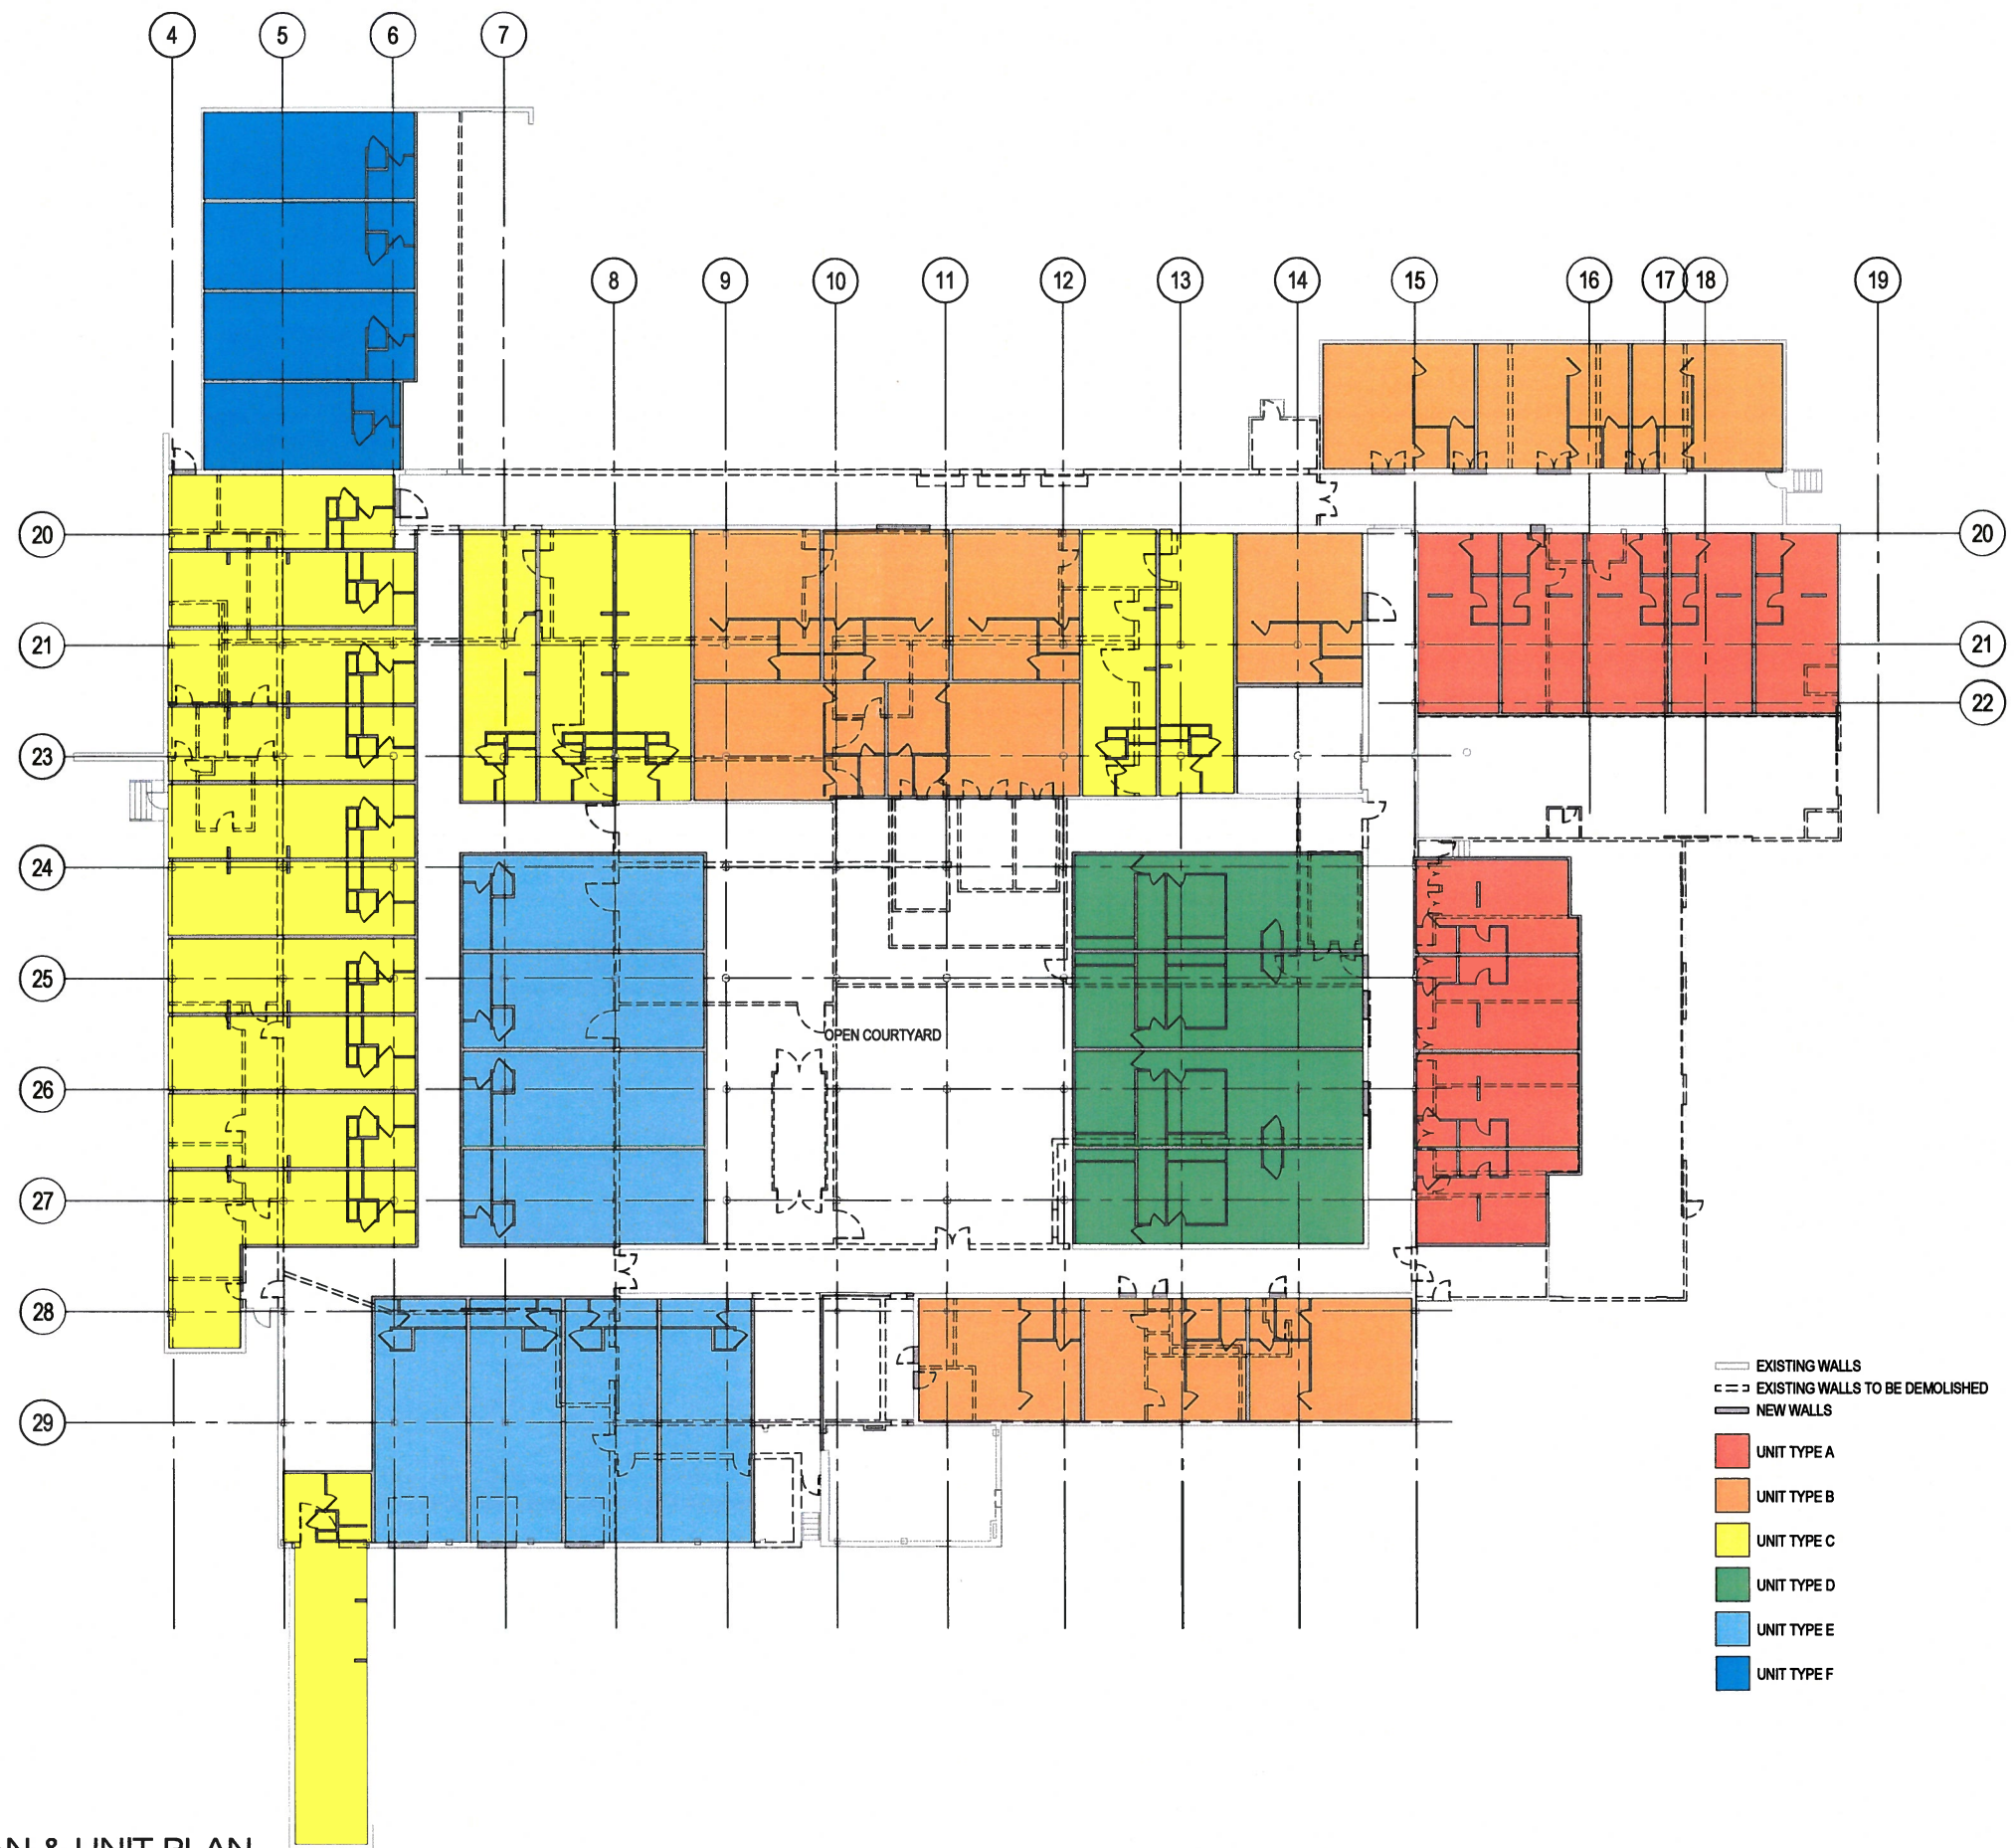 4 5 6 7
8 9 10 11 12 13 14 15 16 17 18 19
20 20
21 21
22
23
24
25
OPEN COURTYARD
26
27
28
29
EXISTING WALLS
EXISTING WALLS TO BE DEMOLISHED
NEW WALLS
UNIT TYPE A
UNIT TYPE B
UNIT TYPE C
UNIT TYPE D
UNIT TYPE E
UNIT TYPE F
& UNIT PLAN